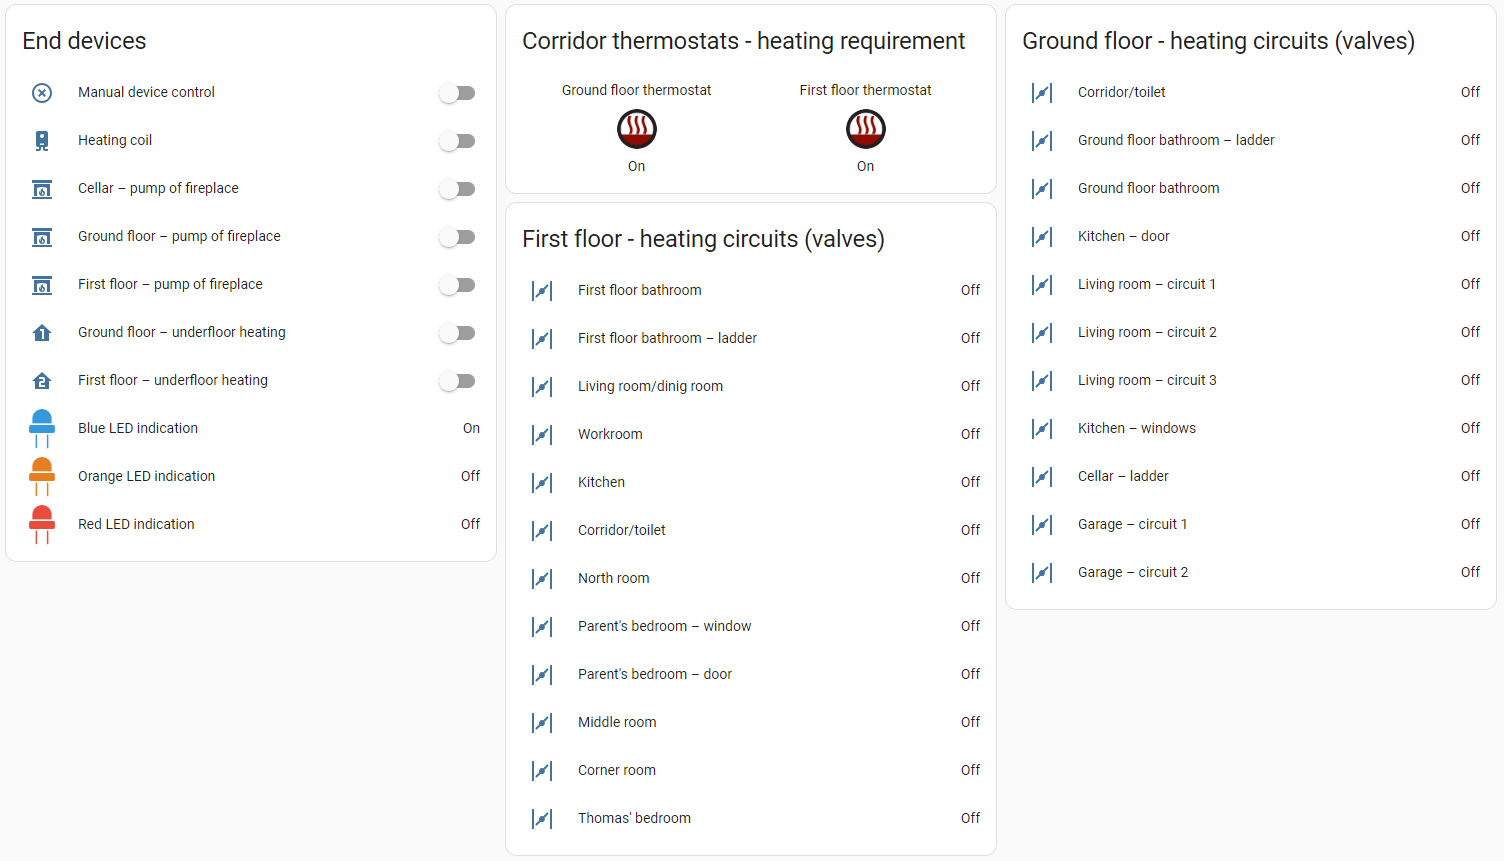 End devices
Manual device control
Heating coil
Cellar – pump of fireplace
Ground floor – pump of fireplace
First floor – pump of fireplace
Ground floor – underfloor heating
First floor – underfloor heating
Blue LED indication On
Orange LED indication Off
Red LED indication Off
Corridor thermostats - heating requirement
Ground floor thermostat First floor thermostat
On On
First floor - heating circuits (valves)
First floor bathroom Off
First floor bathroom – ladder Off
Living room/dinig room Off
Workroom Off
Kitchen Off
Corridor/toilet Off
North room Off
Parent's bedroom – window Off
Parent's bedroom – door Off
Middle room Off
Corner room Off
Thomas' bedroom Off
Ground floor - heating circuits (valves)
Corridor/toilet Off
Ground floor bathroom – ladder Off
Ground floor bathroom Off
Kitchen – door Off
Living room – circuit 1 Off
Living room – circuit 2 Off
Living room – circuit 3 Off
Kitchen – windows Off
Cellar – ladder Off
Garage – circuit 1 Off
Garage – circuit 2 Off